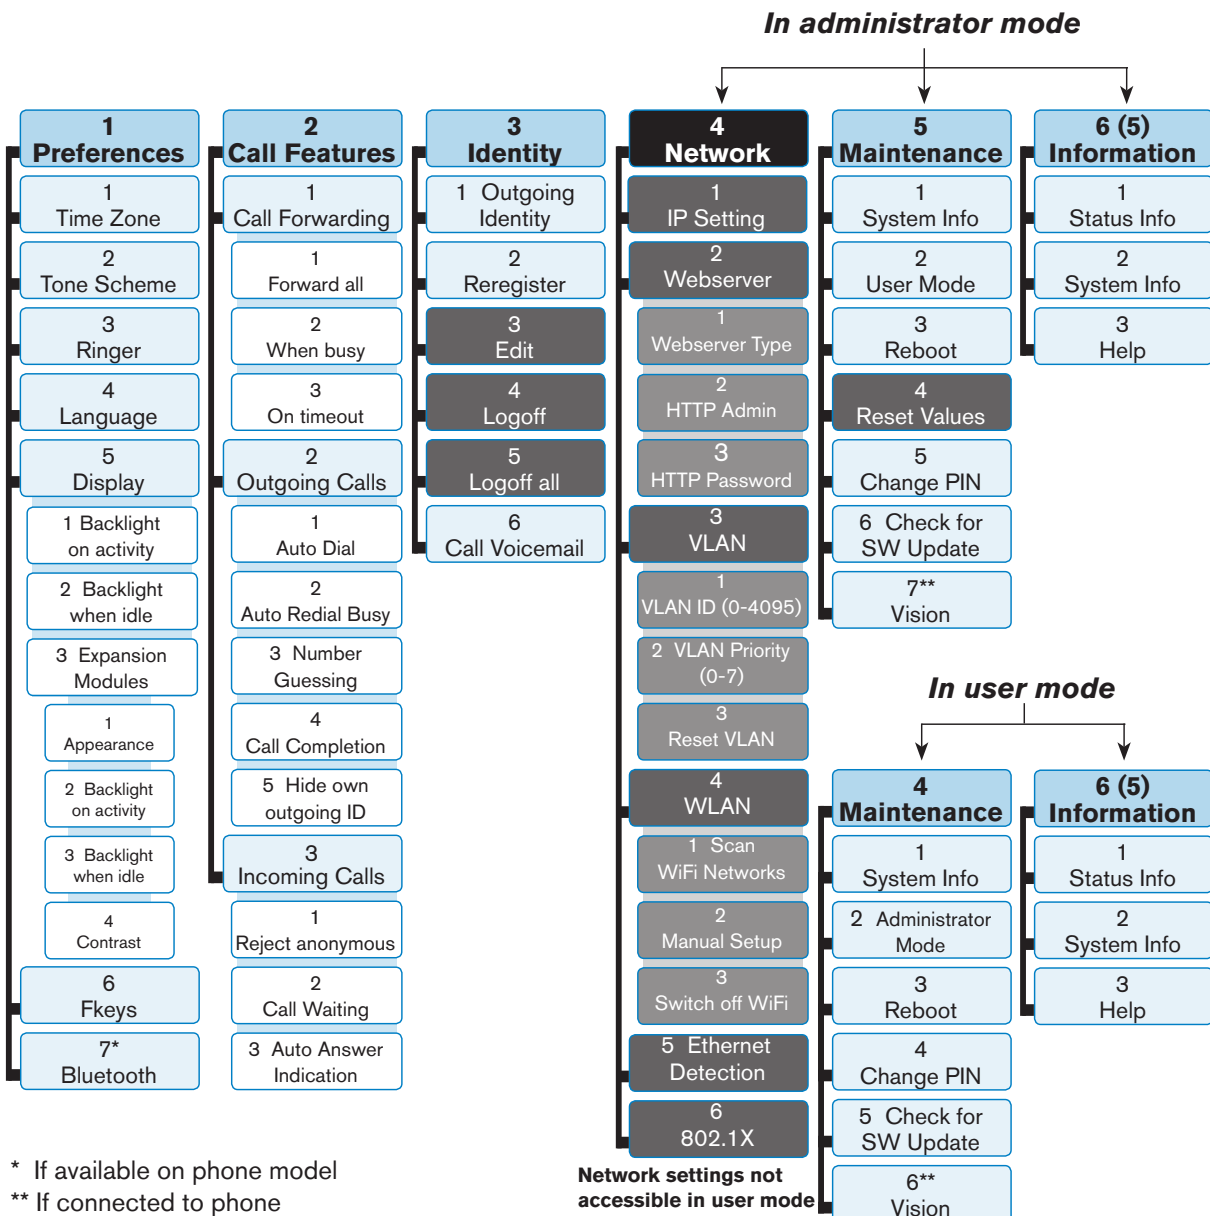 In administrator mode
1
Preferences
1
Time Zone
2
Tone Scheme
3
Ringer
4
Language
5
Display
1 Backlight
on activity
2 Backlight
when idle
3 Expansion
Modules
1
Appearance
2 Backlight
on activity
3 Backlight
when idle
4
Contrast
6
Fkeys
7*
Bluetooth
2
Call Features
1
Call Forwarding
1
Forward all
2
When busy
3
On timeout
2
Outgoing Calls
1
Auto Dial
2
Auto Redial Busy
3 Number
Guessing
4
Call Completion
5 Hide own
outgoing ID
3
Incoming Calls
1
Reject anonymous
2
Call Waiting
3 Auto Answer
Indication
3
Identity
1 Outgoing
Identity
2
Reregister
3
Edit
4
Logoff
5
Logoff all
6
Call Voicemail
4
Network
1
IP Setting
2
Webserver
1
Webserver Type
2
HTTP Admin
3
HTTP Password
3
VLAN
1
VLAN ID (0-4095)
2 VLAN Priority
(0-7)
3
Reset VLAN
4
WLAN
1 Scan
WiFi Networks
2
Manual Setup
3
Switch off WiFi
5 Ethernet
Detection
6
802.1X
Network settings not
accessible in user mode
5
Maintenance
1
System Info
2
User Mode
3
Reboot
4
Reset Values
5
Change PIN
6 Check for
SW Update
7**
Vision
6 (5)
Information
1
Status Info
2
System Info
3
Help
In user mode
4
Maintenance
1
System Info
2 Administrator
Mode
3
Reboot
4
Change PIN
5 Check for
SW Update
6**
Vision
6 (5)
Information
1
Status Info
2
System Info
3
Help
* If available on phone model
** If connected to phone